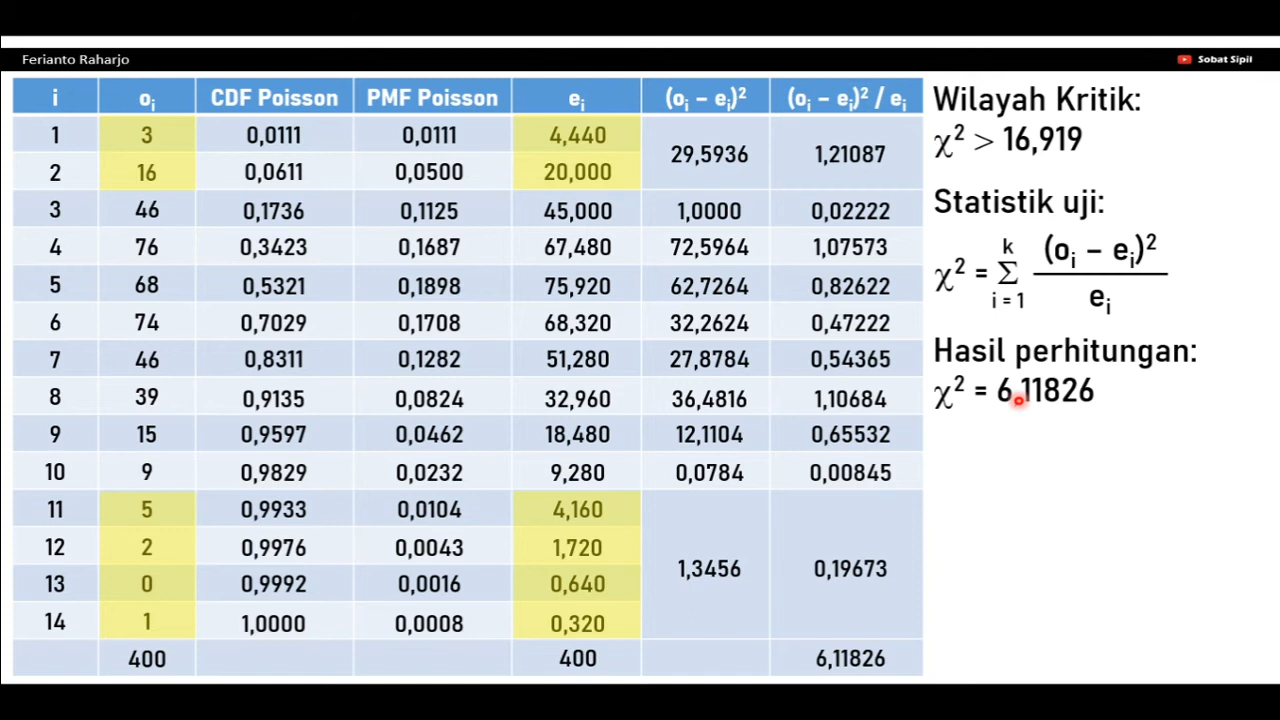 Ferianto Raharjo
Sobat Sipil
i oᵢ CDF Poisson PMF Poisson eᵢ (oᵢ – eᵢ)² (oᵢ – eᵢ)² / eᵢ
1 3 0,0111 0,0111 4,440 29,5936 1,21087
2 16 0,0611 0,0500 20,000
3 46 0,1736 0,1125 45,000 1,0000 0,02222
4 76 0,3423 0,1687 67,480 72,5964 1,07573
5 68 0,5321 0,1898 75,920 62,7264 0,82622
6 74 0,7029 0,1708 68,320 32,2624 0,47222
7 46 0,8311 0,1282 51,280 27,8784 0,54365
8 39 0,9135 0,0824 32,960 36,4816 1,10684
9 15 0,9597 0,0462 18,480 12,1104 0,65532
10 9 0,9829 0,0232 9,280 0,0784 0,00845
11 5 0,9933 0,0104 4,160 1,3456 0,19673
12 2 0,9976 0,0043 1,720
13 0 0,9992 0,0016 0,640
14 1 1,0000 0,0008 0,320
400 400 6,11826
Wilayah Kritik:
χ² > 16,919
Statistik uji:
χ² = k Σ i = 1 (oᵢ – eᵢ)² / eᵢ
Hasil perhitungan:
χ² = 6,11826